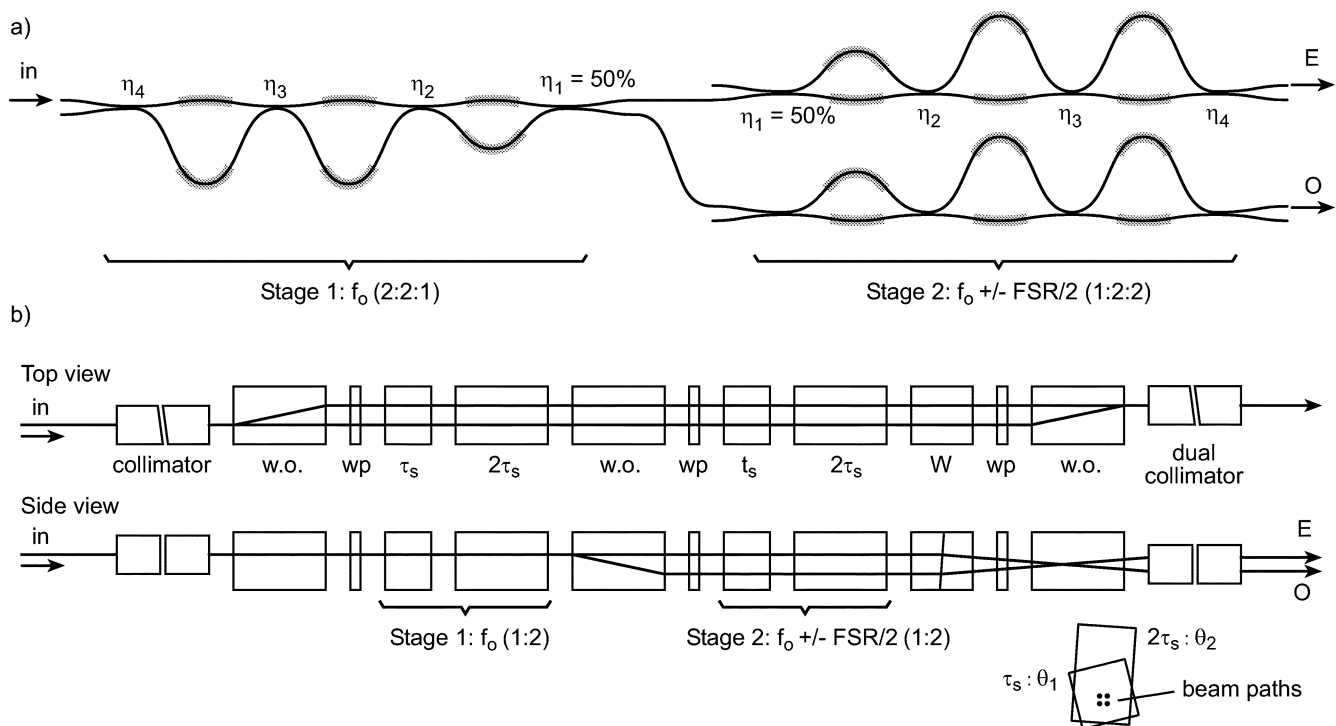 a)
in
η4 η3 η2 η1 = 50%
E
η1 = 50% η2 η3 η4
O
Stage 1: fo (2:2:1) Stage 2: fo +/- FSR/2 (1:2:2)
b)
Top view
in
collimator w.o. wp τs 2τs w.o. wp ts 2τs W wp w.o. dual
collimator
Side view
in
E
O
Stage 1: fo (1:2) Stage 2: fo +/- FSR/2 (1:2)
2τs : θ2
τs : θ1
beam paths